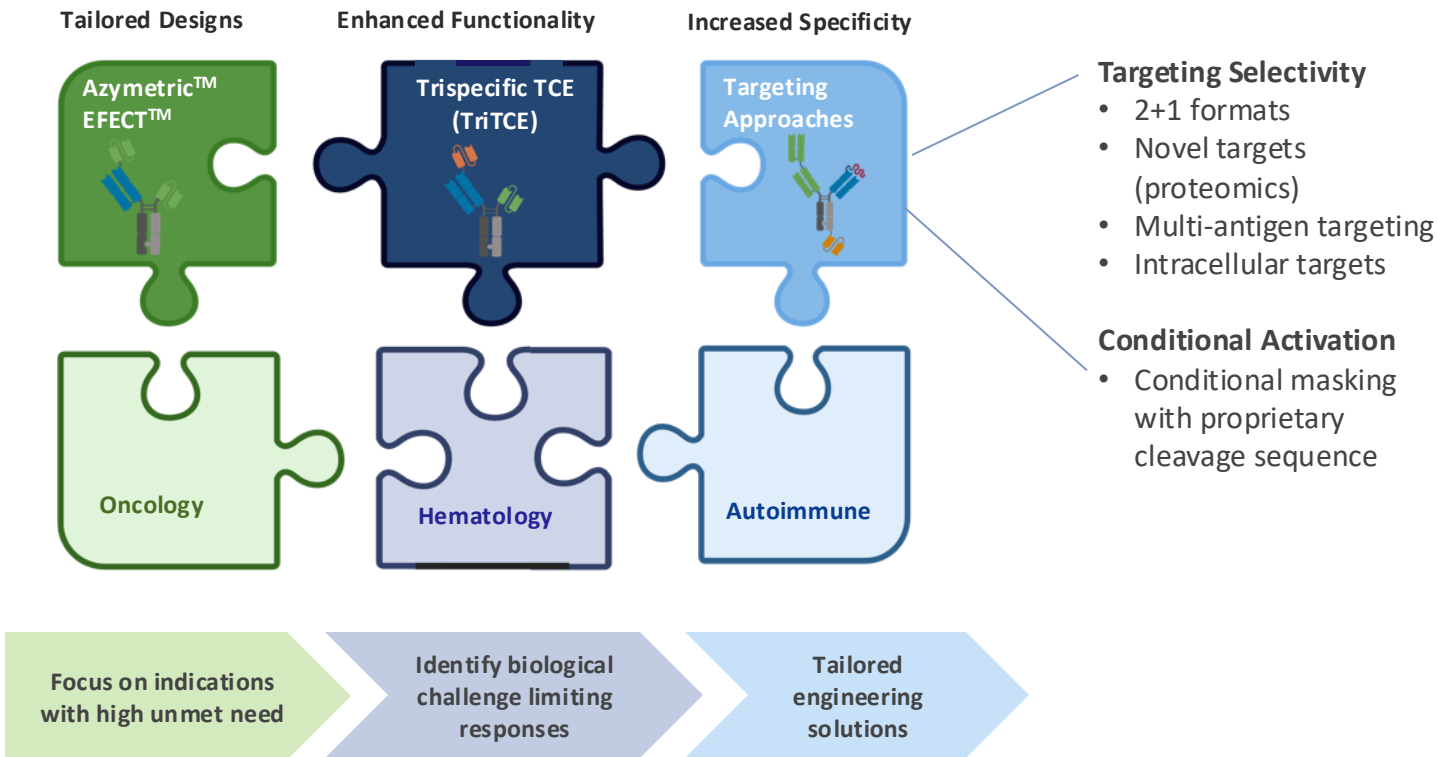 Tailored Designs
Enhanced Functionality
Increased Specificity
Azymetric™
EFECT™
Trispecific TCE
(TriTCE)
Targeting
Approaches
Targeting Selectivity
• 2+1 formats
• Novel targets
(proteomics)
• Multi-antigen targeting
• Intracellular targets
Conditional Activation
• Conditional masking
with proprietary
cleavage sequence
Oncology
Hematology
Autoimmune
Focus on indications
with high unmet need
Identify biological
challenge limiting
responses
Tailored
engineering
solutions